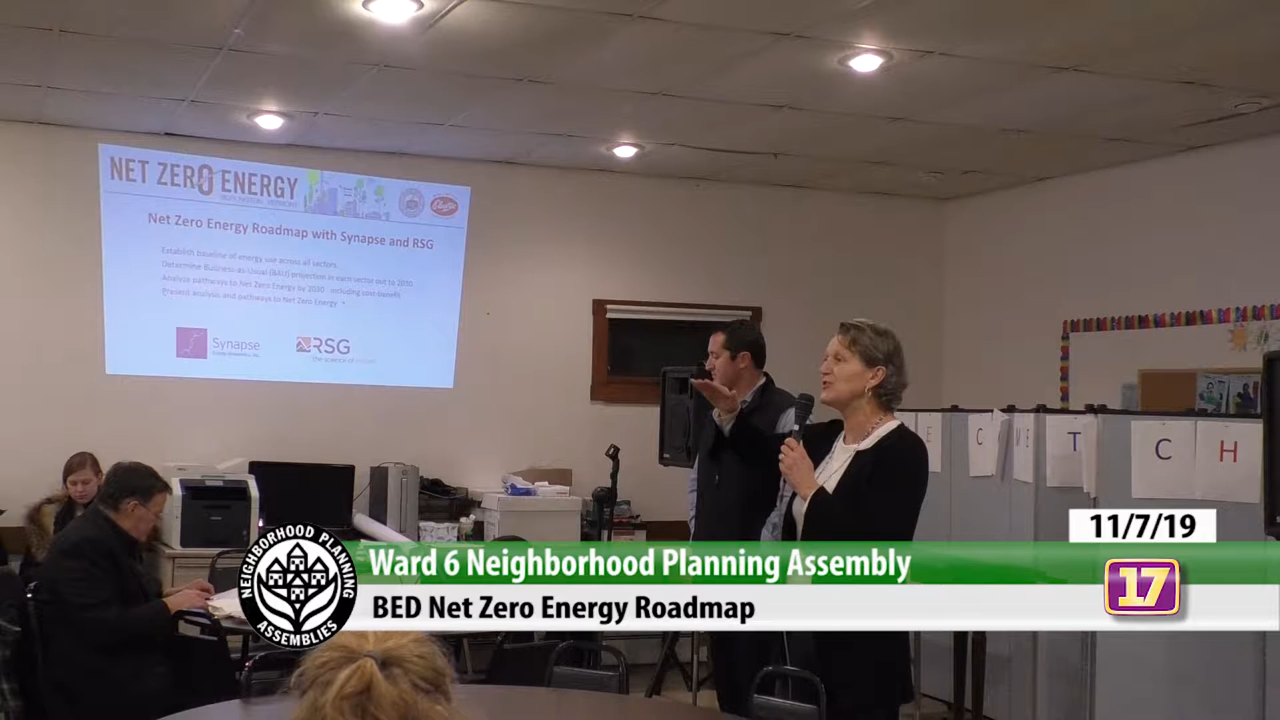 NET ZERO ENERGY
Net Zero Energy Roadmap with Synapse and RSG
Establish baseline of energy use across all sectors.
Determine Business-as Usual (BAU) projection in each sector out to 2030
Analyze pathways to Net Zero Energy by 2030 including cost-benefit
Present analysis and pathways to Net Zero Energy
Synapse
RSG
the science of
E C E T C H
11/7/19
NEIGHBORHOOD PLANNING ASSEMBLIES
Ward 6 Neighborhood Planning Assembly
BED Net Zero Energy Roadmap
17